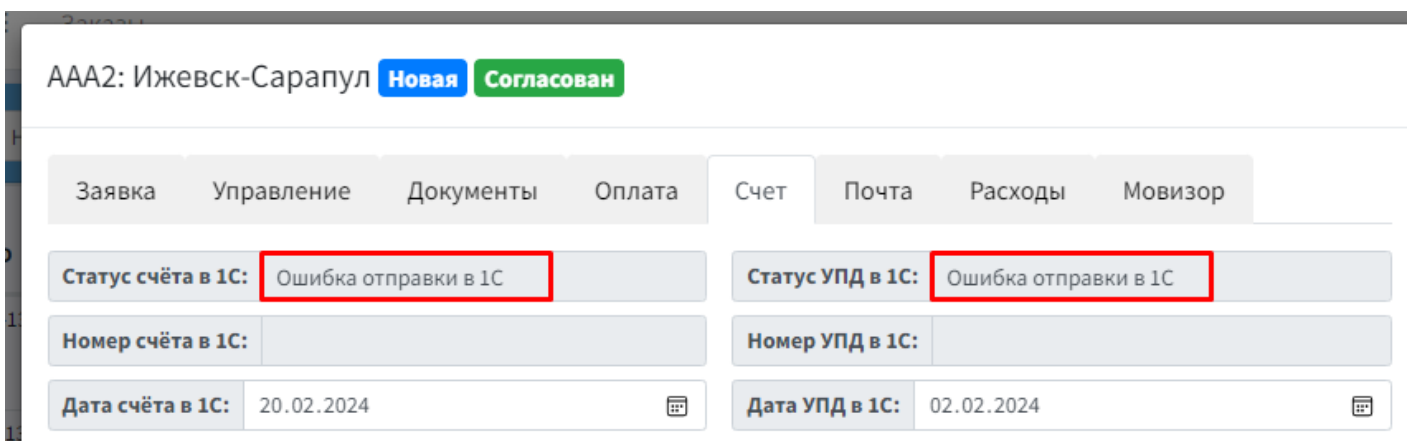 Заказы
ААА2: Ижевск-Сарапул Новая Согласован
Заявка Управление Документы Оплата Счет Почта Расходы Мовизор
Статус счёта в 1С: Ошибка отправки в 1С Статус УПД в 1С: Ошибка отправки в 1С
Номер счёта в 1С: Номер УПД в 1С:
Дата счёта в 1С: 20.02.2024 Дата УПД в 1С: 02.02.2024